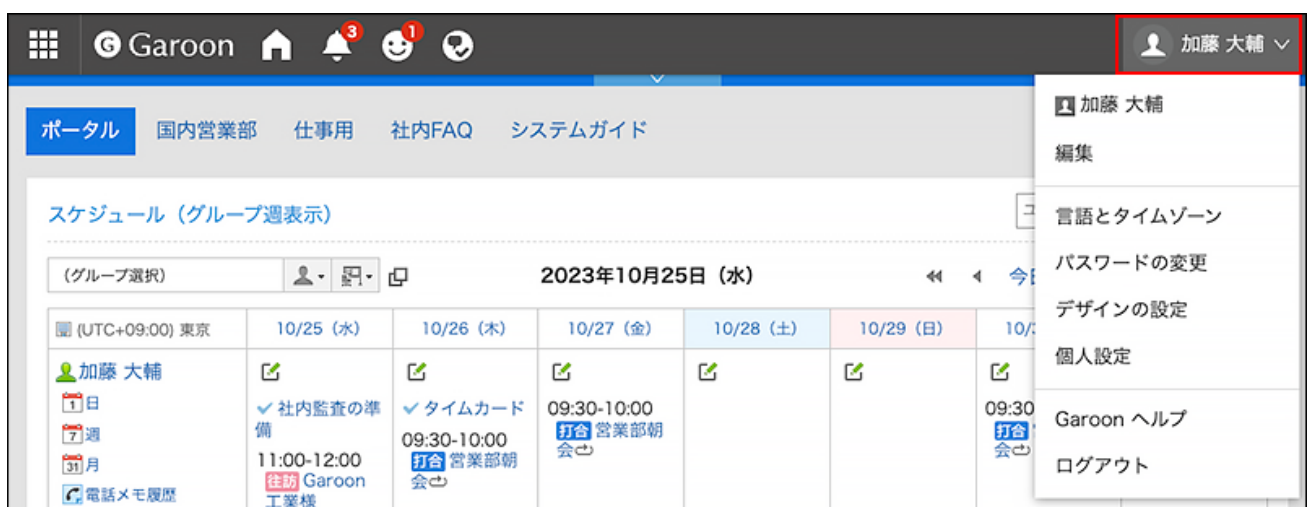 Garoon 3 1 加藤 大輔
ポータル 国内営業部 仕事用 社内FAQ システムガイド
加藤 大輔
編集
言語とタイムゾーン
パスワードの変更
デザインの設定
個人設定
Garoon ヘルプ
ログアウト
スケジュール（グループ週表示）
(グループ選択) 2023年10月25日（水）
(UTC+09:00) 東京 10/25（水） 10/26（木） 10/27（金） 10/28（土） 10/29（日）
加藤 大輔
1 日
7 週
31 月
電話メモ履歴
社内監査の準
備
11:00-12:00
往訪 Garoon
工業様
タイムカード
09:30-10:00
打合 営業部朝
会
09:30-10:00
打合 営業部朝
会
09:30
打合
会